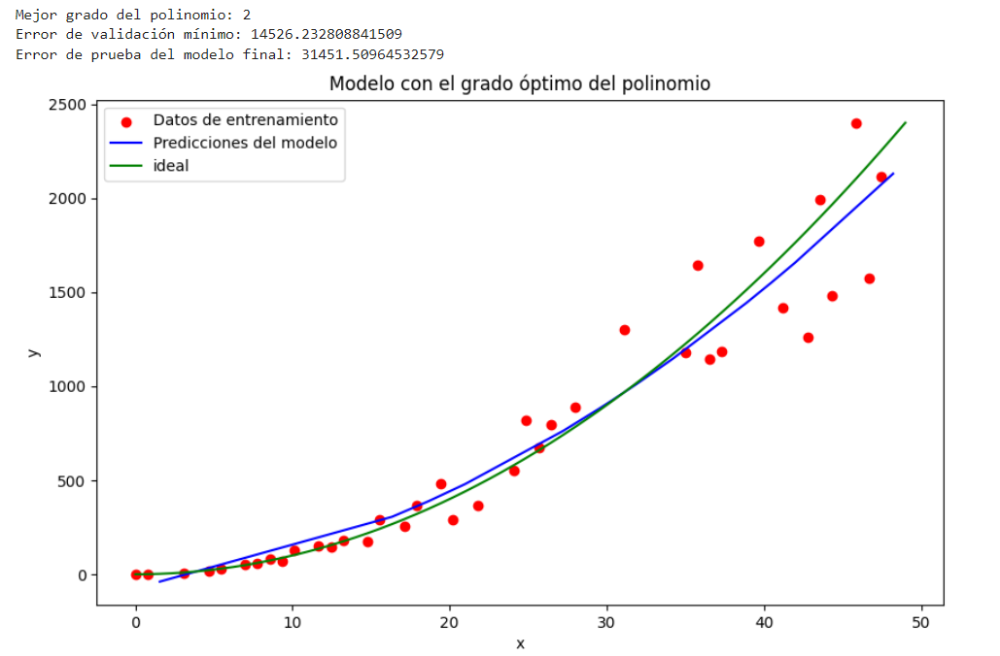 Mejor grado del polinomio: 2
Error de validación mínimo: 14526.232808841509
Error de prueba del modelo final: 31451.50964532579
Modelo con el grado óptimo del polinomio
2500
2000
1500
1000
500
0
y
Datos de entrenamiento
Predicciones del modelo
ideal
0 10 20 30 40 50
x